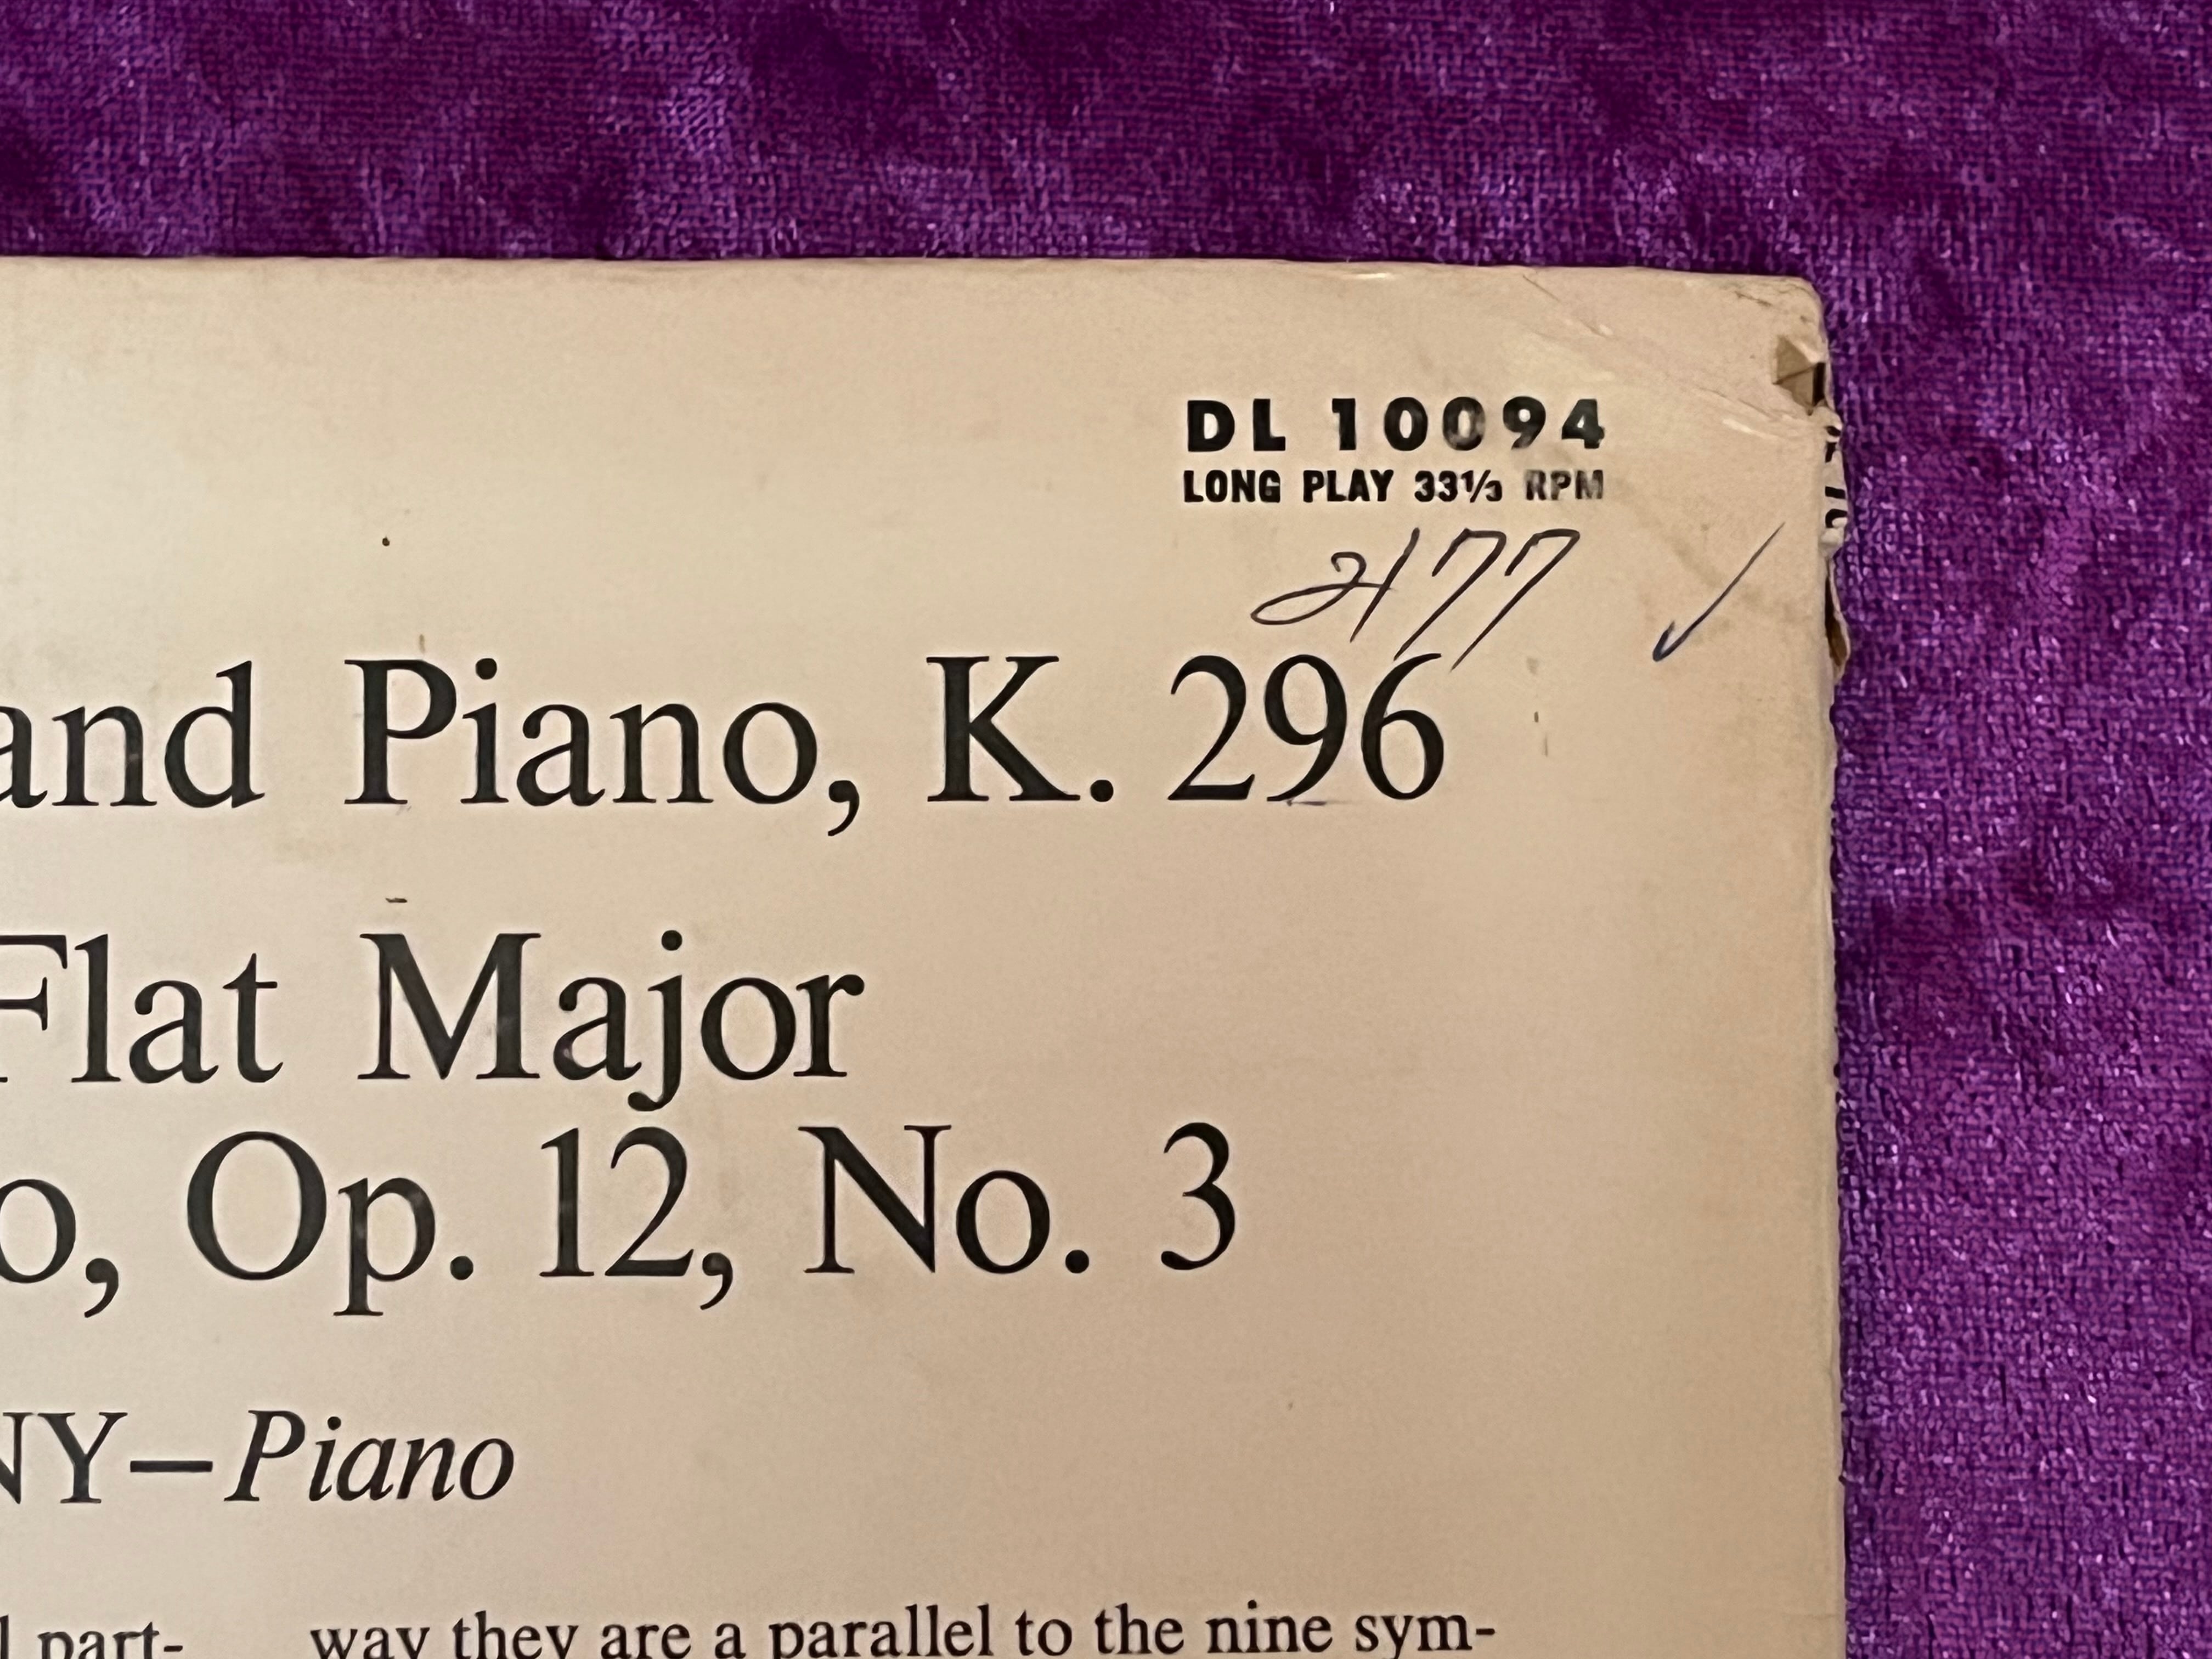 DL 10094
LONG PLAY 33⅓ RPM
2177 ✓
and Piano, K. 296
Flat Major
o, Op. 12, No. 3
NY—Piano
l part-
way they are a parallel to the nine sym-